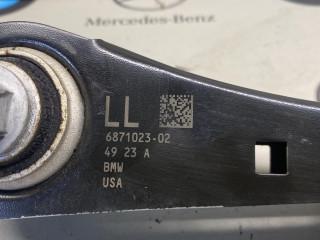 Mercedes-Benz
LL
6871023-02
49 23 A
BMW
USA